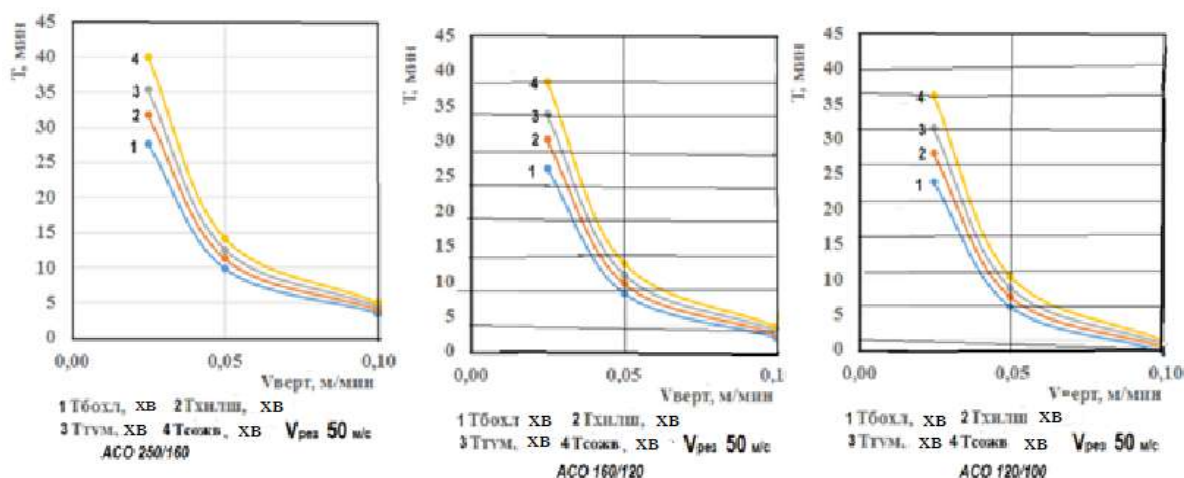 45
40
35
30
25
20
15
10
5
0
T, мин
4
3
2
1
0,00 0,05 0,10
Vверт, м/мин
1 Тбохл, хв 2 Тхилш, хв
3 Ттум, хв 4 Тсожв, хв Vрез 50 м/с
АСО 250/160
45
40
35
30
25
20
15
10
5
0
T, мин
4
3
2
1
0,00 0,05 0,1
Vверт, м/мин
1 Тбохл, хв 2 Тхилш, хв
3 Ттум, хв 4 Тсожв, хв Vрез 50 м/с
АСО 160/120
45
40
35
30
25
20
15
10
5
0
T, мин
4
3
2
1
0,00 0,05 0,10
V=ерт, м/мин
1 Тбохл, хв 2 Тхилш хв
3 Ттум, хв 4 Тсожв, хв Vрез 50 м/с
АСО 120/100